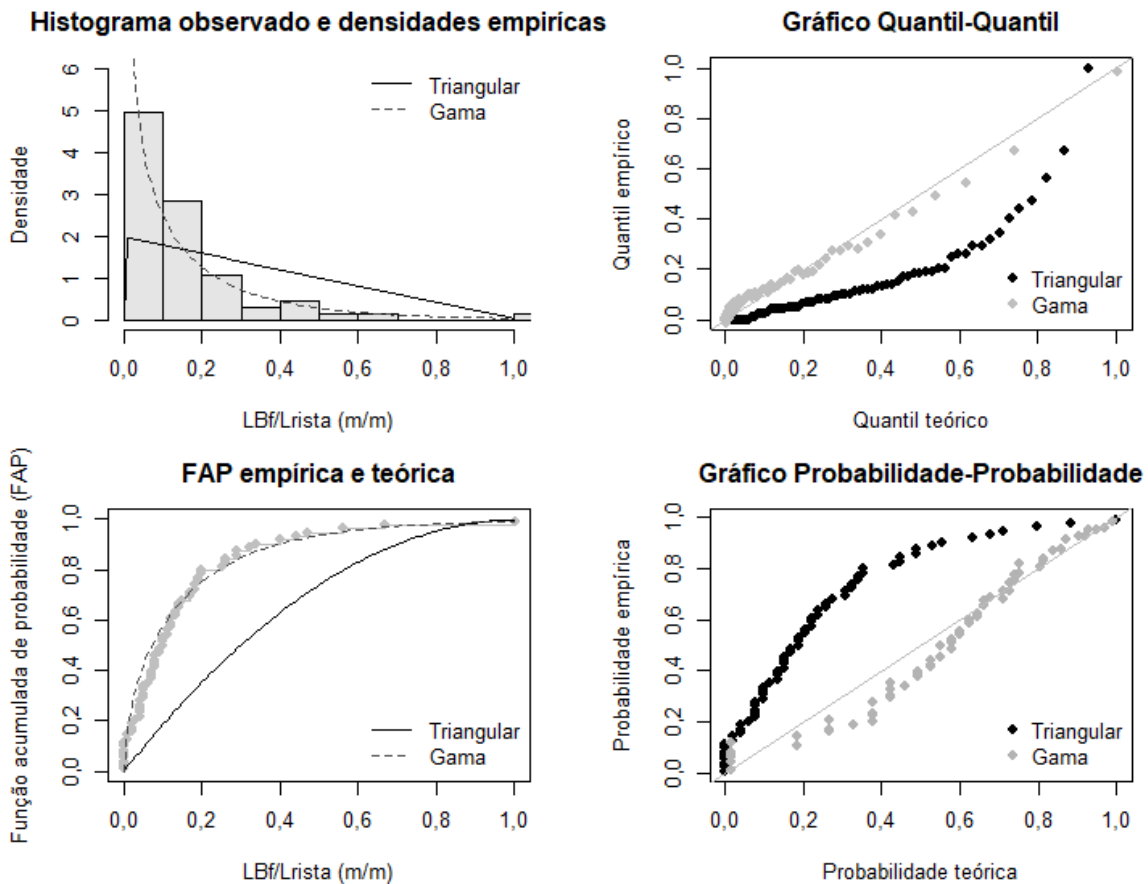 Histograma observado e densidades empirícas
Densidade
6
5
4
3
2
1
0
Triangular
Gama
0,0 0,2 0,4 0,6 0,8 1,0
LBf/Lrista (m/m)
Gráfico Quantil-Quantil
Quantil empírico
1,0
0,8
0,6
0,4
0,2
0,0
Triangular
Gama
0,0 0,2 0,4 0,6 0,8 1,0
Quantil teórico
FAP empírica e teórica
Função acumulada de probabilidade (FAP)
1,0
0,8
0,6
0,4
0,2
0,0
Triangular
Gama
0,0 0,2 0,4 0,6 0,8 1,0
LBf/Lrista (m/m)
Gráfico Probabilidade-Probabilidade
Probabilidade empírica
1,0
0,8
0,6
0,4
0,2
0,0
Triangular
Gama
0,0 0,2 0,4 0,6 0,8 1,0
Probabilidade teórica